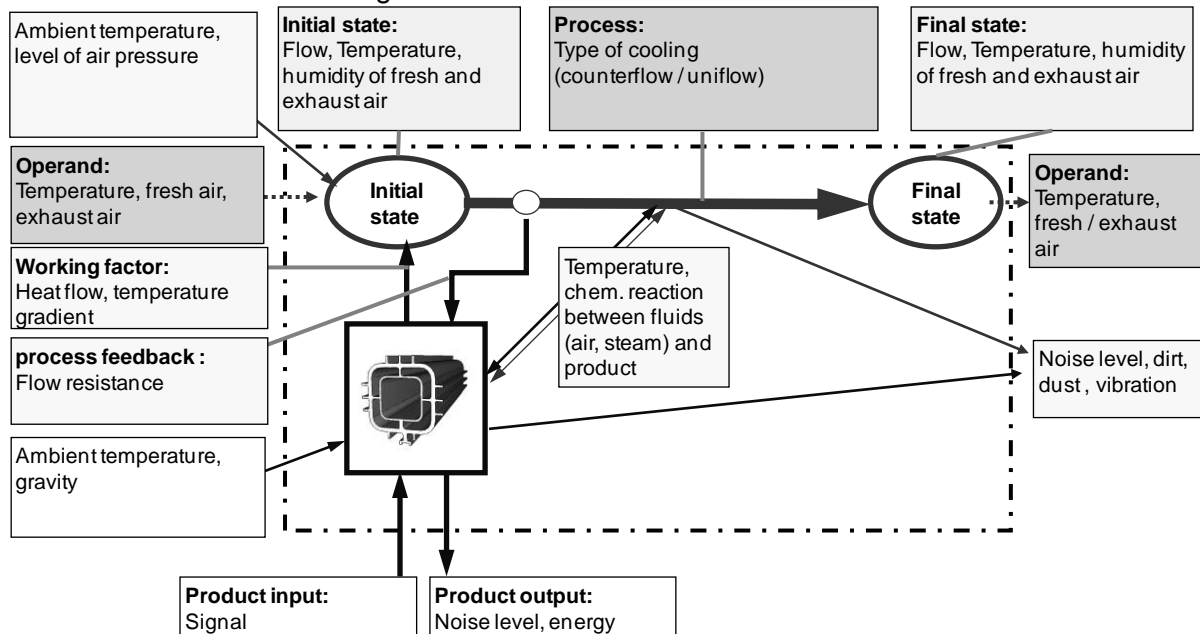 Ambient temperature,
level of air pressure
Initial state:
Flow, Temperature,
humidity of fresh and
exhaust air
Process:
Type of cooling
(counterflow / uniflow)
Final state:
Flow, Temperature, humidity
of fresh and exhaust air
Operand:
Temperature, fresh air,
exhaust air
Initial
state
Final
state
Operand:
Temperature,
fresh / exhaust
air
Working factor:
Heat flow, temperature
gradient
process feedback :
Flow resistance
Temperature,
chem. reaction
between fluids
(air, steam) and
product
Noise level, dirt,
dust , vibration
Ambient temperature,
gravity
Product input:
Signal
Product output:
Noise level, energy